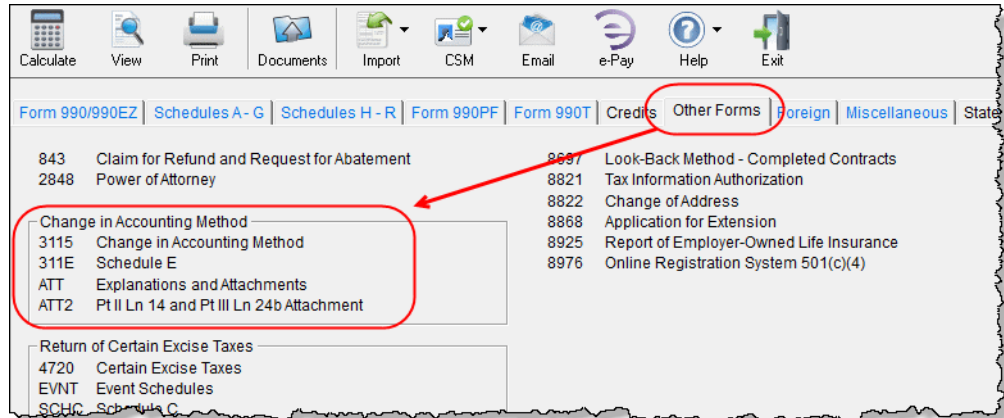 Calculate View Print Documents Import CSM Email e-Pay Help Exit
Form 990/990EZ Schedules A - G Schedules H - R Form 990PF Form 990T Credits Other Forms Foreign Miscellaneous State
843 Claim for Refund and Request for Abatement
2848 Power of Attorney
Change in Accounting Method
3115 Change in Accounting Method
311E Schedule E
ATT Explanations and Attachments
ATT2 Pt II Ln 14 and Pt III Ln 24b Attachment
Return of Certain Excise Taxes
4720 Certain Excise Taxes
EVNT Event Schedules
SCHC Schedule C
8697 Look-Back Method - Completed Contracts
8821 Tax Information Authorization
8822 Change of Address
8868 Application for Extension
8925 Report of Employer-Owned Life Insurance
8976 Online Registration System 501(c)(4)